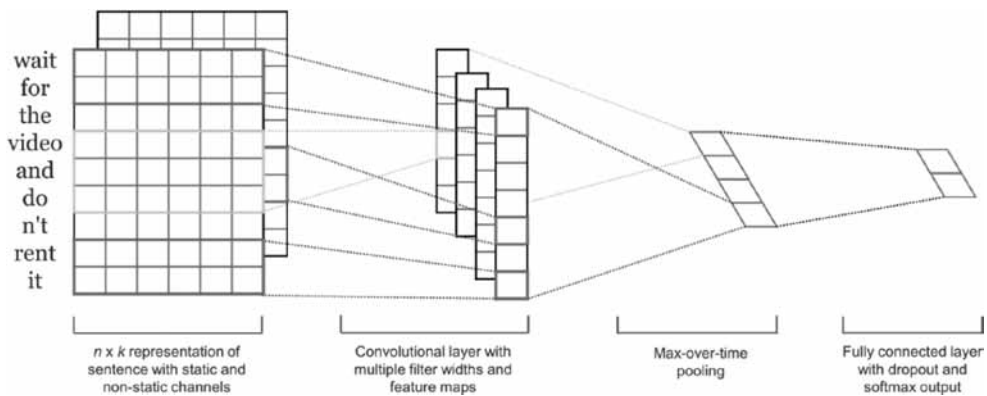 wait
for
the
video
and
do
n't
rent
it
n x k representation of
sentence with static and
non-static channels
Convolutional layer with
multiple filter widths and
feature maps
Max-over-time
pooling
Fully connected layer
with dropout and
softmax output